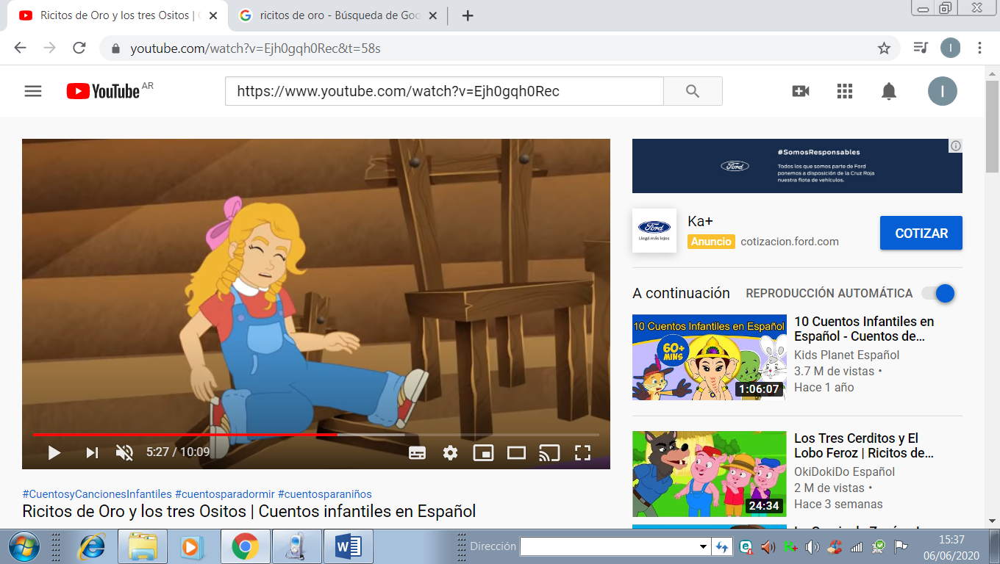 Ricitos de Oro y los tres Ositos |
ricitos de oro - Búsqueda de Goo
youtube.com/watch?v=Ejh0gqh0Rec&t=58s
I
YouTube AR
https://www.youtube.com/watch?v=Ejh0gqh0Rec
I
#SomosResponsables
Ford
Todos los que somos parte de Ford
ponemos a disposición de la Cruz Roja
nuestra flota de vehículos.
Ford
Llegá más lejos
Ka+
Anuncio cotizacion.ford.com
COTIZAR
A continuación REPRODUCCIÓN AUTOMÁTICA
10 Cuentos Infantiles en Español
60+
MINS
1:06:07
10 Cuentos Infantiles en
Español - Cuentos de...
Kids Planet Español
3.7 M de vistas •
Hace 1 año
24:34
Los Tres Cerditos y El
Lobo Feroz | Ricitos de...
OkiDokiDo Español
2 M de vistas •
Hace 3 semanas
5:27 / 10:09
#CuentosyCancionesInfantiles #cuentosparadormir #cuentosparaniños
Ricitos de Oro y los tres Ositos | Cuentos infantiles en Español
Dirección
15:37
06/06/2020